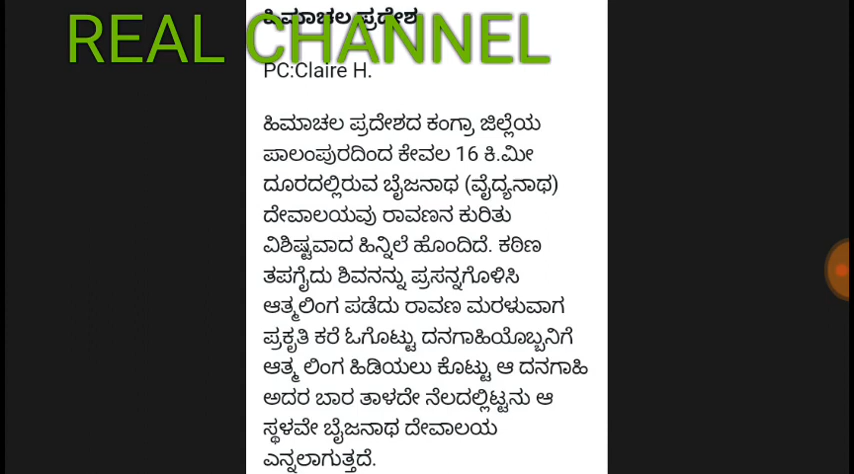 ಹಿಮಾಚಲ ಪ್ರದೇಶ
REAL CHANNEL
PC:Claire H.
ಹಿಮಾಚಲ ಪ್ರದೇಶದ ಕಂಗ್ರಾ ಜಿಲ್ಲೆಯ
ಪಾಲಂಪುರದಿಂದ ಕೇವಲ 16 ಕಿ.ಮೀ
ದೂರದಲ್ಲಿರುವ ಬೈಜನಾಥ (ವೈದ್ಯನಾಥ)
ದೇವಾಲಯವು ರಾವಣನ ಕುರಿತು
ವಿಶಿಷ್ಟವಾದ ಹಿನ್ನಿಲೆ ಹೊಂದಿದೆ. ಕಠಿಣ
ತಪಗೈದು ಶಿವನನ್ನು ಪ್ರಸನ್ನಗೊಳಿಸಿ
ಆತ್ಮಲಿಂಗ ಪಡೆದು ರಾವಣ ಮರಳುವಾಗ
ಪ್ರಕೃತಿ ಕರೆ ಓಗೊಟ್ಟು ದನಗಾಹಿಯೊಬ್ಬನಿಗೆ
ಆತ್ಮ ಲಿಂಗ ಹಿಡಿಯಲು ಕೊಟ್ಟು ಆ ದನಗಾಹಿ
ಅದರ ಬಾರ ತಾಳದೇ ನೆಲದಲ್ಲಿಟ್ಟನು ಆ
ಸ್ಥಳವೇ ಬೈಜನಾಥ ದೇವಾಲಯ
ಎನ್ನಲಾಗುತ್ತದೆ.